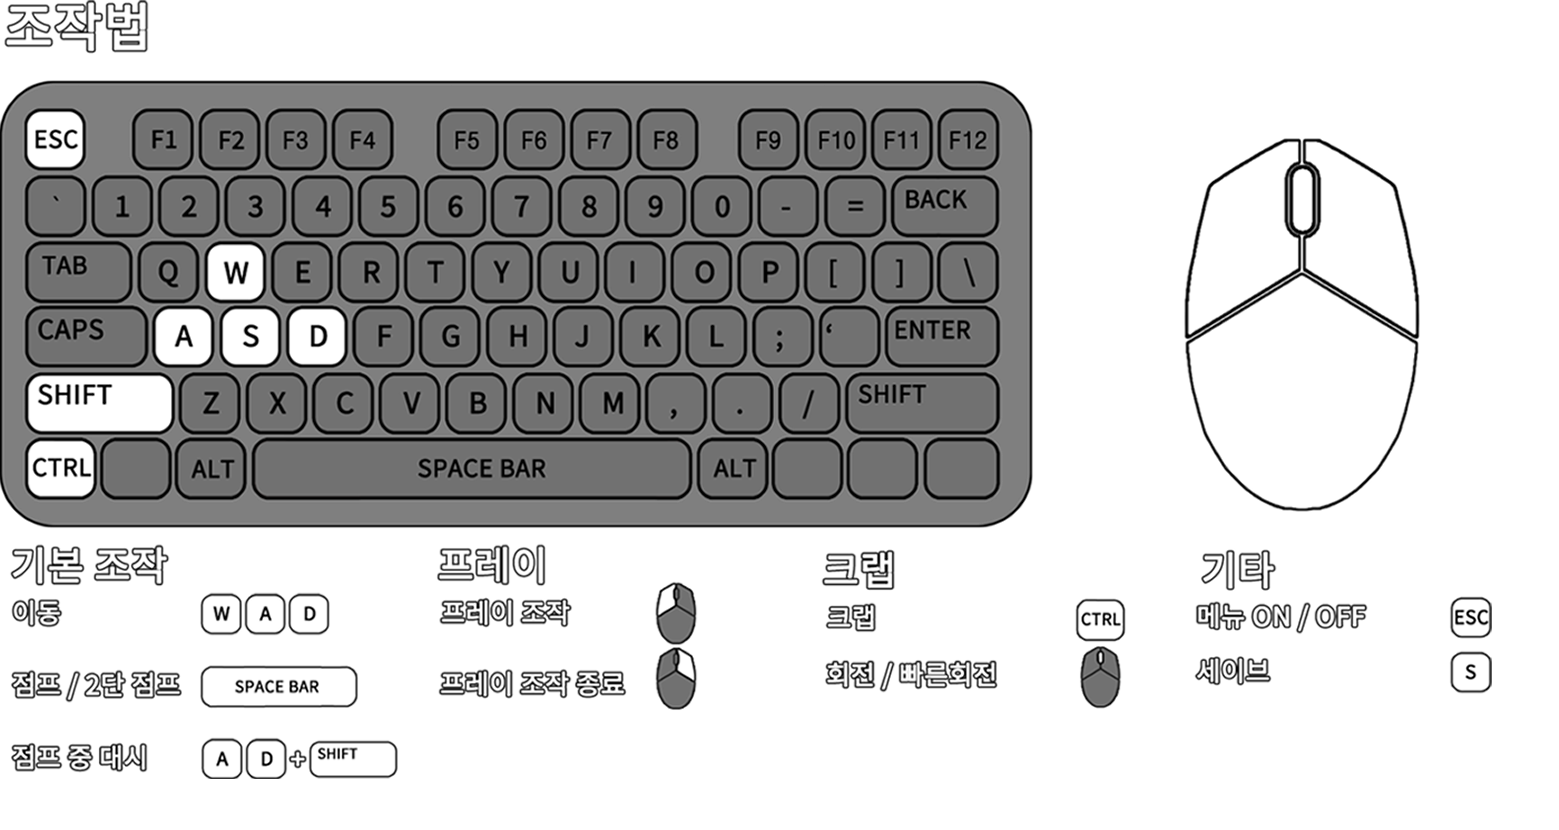 조작법
ESC F1 F2 F3 F4 F5 F6 F7 F8 F9 F10 F11 F12
` 1 2 3 4 5 6 7 8 9 0 - = BACK
TAB Q W E R T Y U I O P [ ] \
CAPS A S D F G H J K L ; ‘ ENTER
SHIFT Z X C V B N M , . / SHIFT
CTRL ALT SPACE BAR ALT
기본 조작
이동 W A D
점프 / 2단 점프 SPACE BAR
점프 중 대시 A D + SHIFT
프레이
프레이 조작
프레이 조작 종료
크랩
크랩 CTRL
회전 / 빠른회전
기타
메뉴 ON / OFF ESC
세이브 S